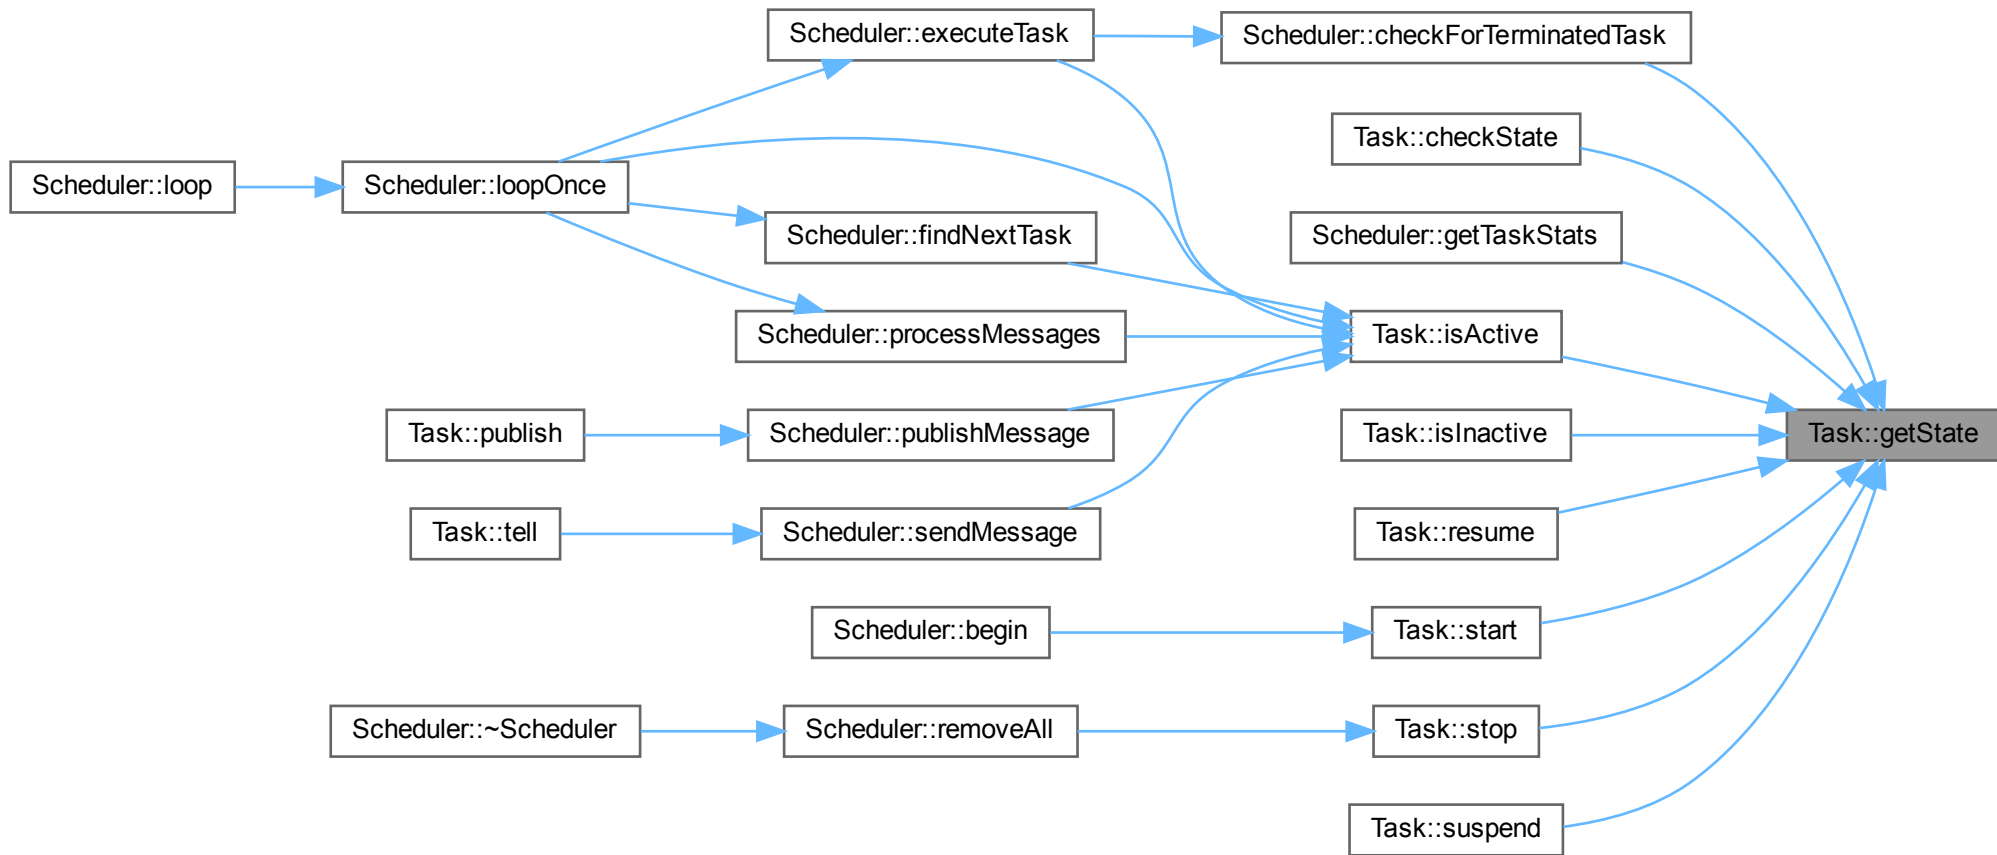 Scheduler::executeTask
Scheduler::checkForTerminatedTask
Task::checkState
Scheduler::loop
Scheduler::loopOnce
Scheduler::findNextTask
Scheduler::getTaskStats
Scheduler::processMessages
Task::isActive
Task::publish
Scheduler::publishMessage
Task::isInactive
Task::getState
Task::tell
Scheduler::sendMessage
Task::resume
Scheduler::begin
Task::start
Scheduler::~Scheduler
Scheduler::removeAll
Task::stop
Task::suspend